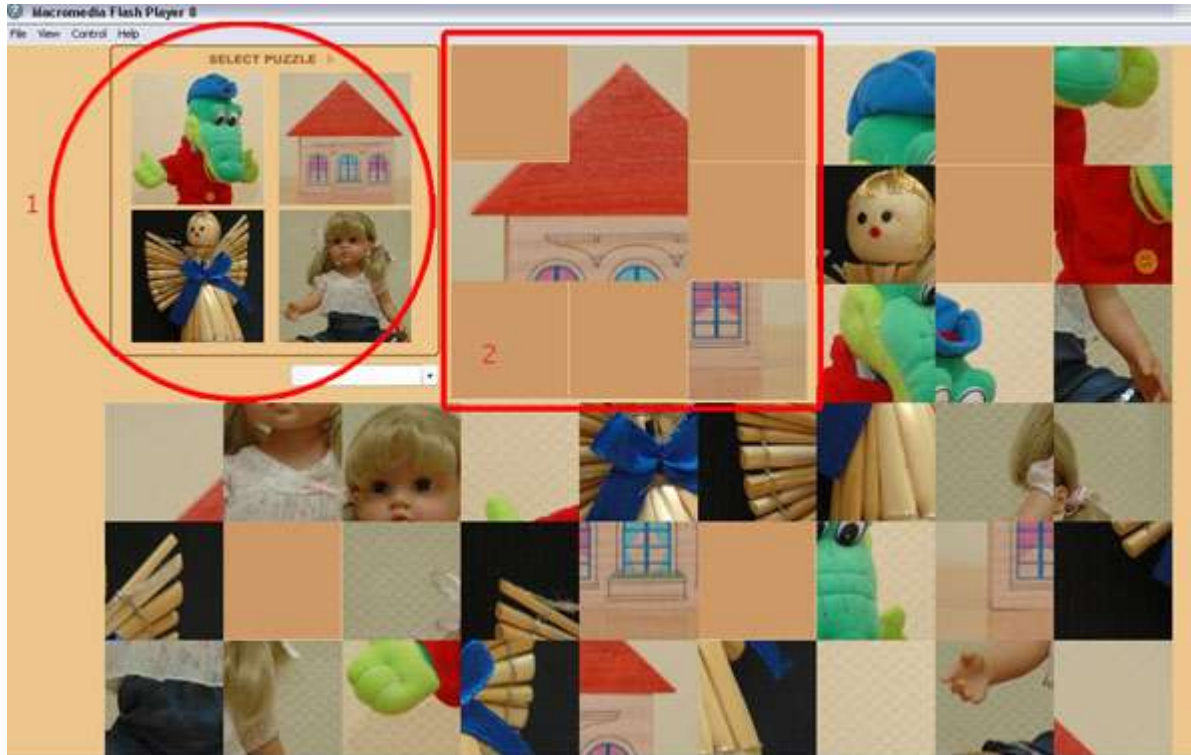 Macromedia Flash Player 8
File View Control Help
SELECT PUZZLE
1
2